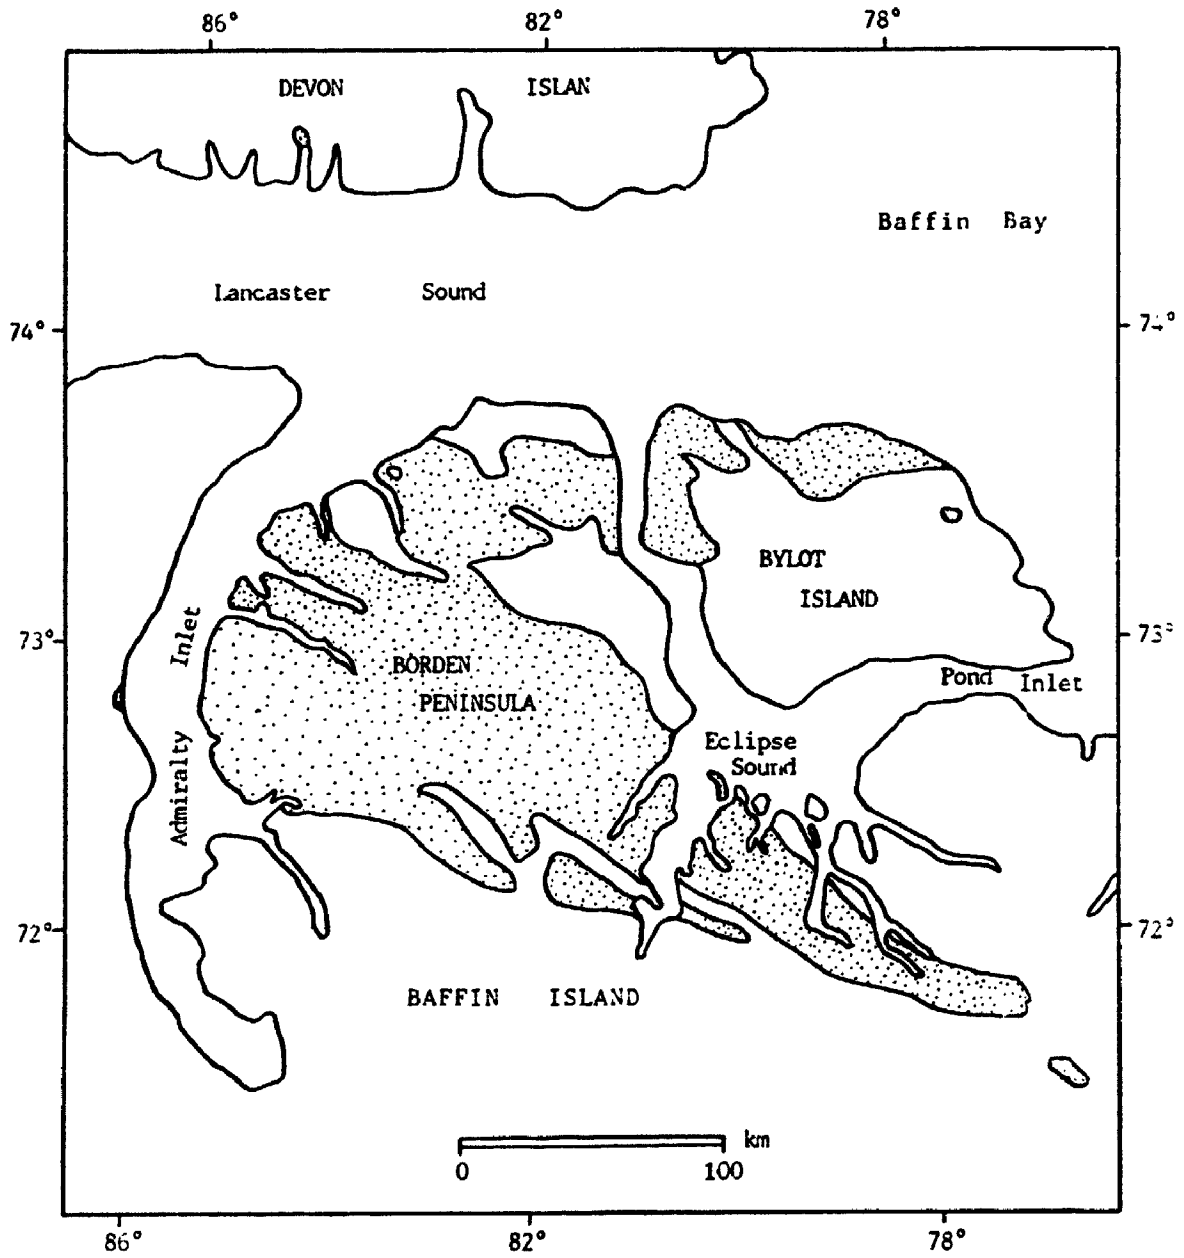 86° 82° 78°
DEVON ISLAN
Baffin Bay
Lancaster Sound
74° 74°
BYLOT
ISLAND
Inlet
73° 73°
BORDEN
Pond Inlet
PENINSULA
Eclipse
Sound
Admiralty
72° 72°
BAFFIN ISLAND
km
0 100
86° 82° 78°